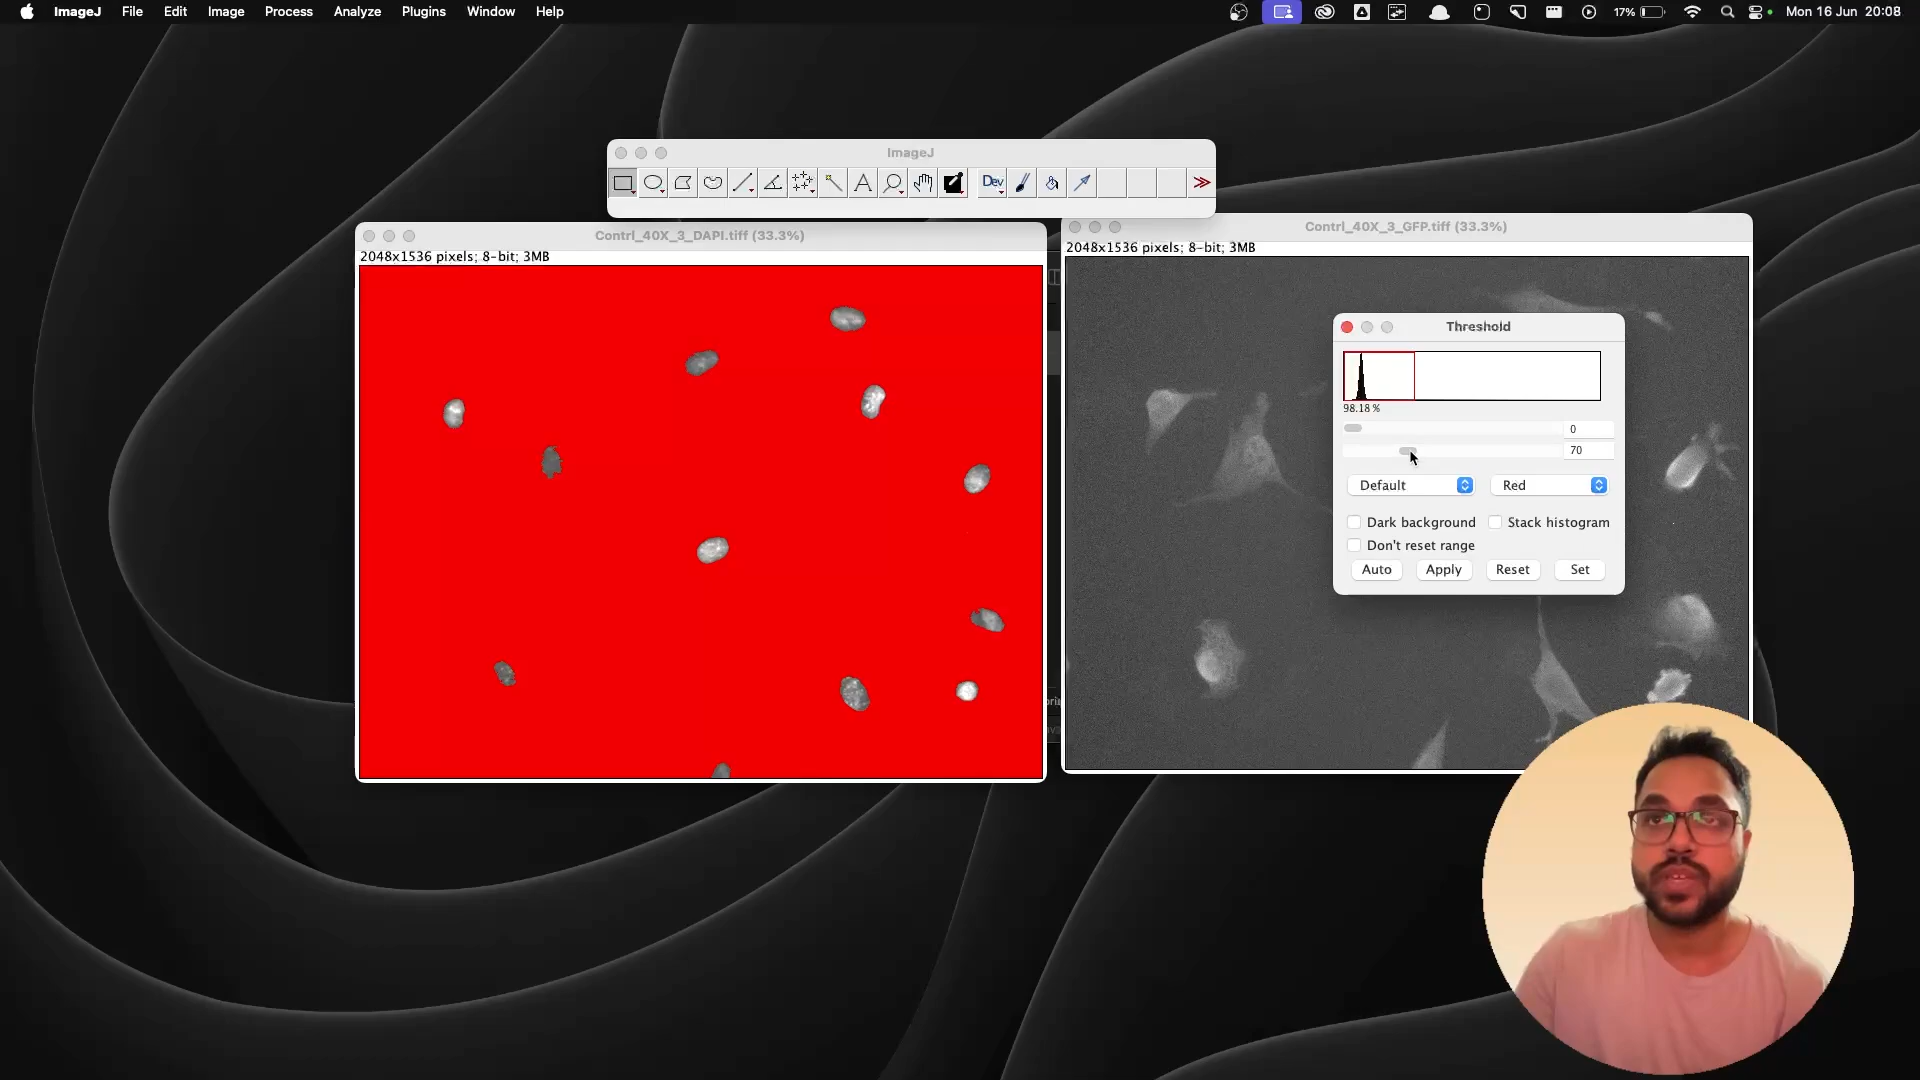 ImageJ File Edit Image Process Analyze Plugins Window Help 17% Mon 16 Jun 20:08
ImageJ
A Dev
Contrl_40X_3_DAPI.tiff (33.3%)
2048x1536 pixels; 8-bit; 3MB
Contrl_40X_3_GFP.tiff (33.3%)
2048x1536 pixels; 8-bit; 3MB
Threshold
98.18 %
0
70
Default Red
Dark background Stack histogram
Don't reset range
Auto Apply Reset Set